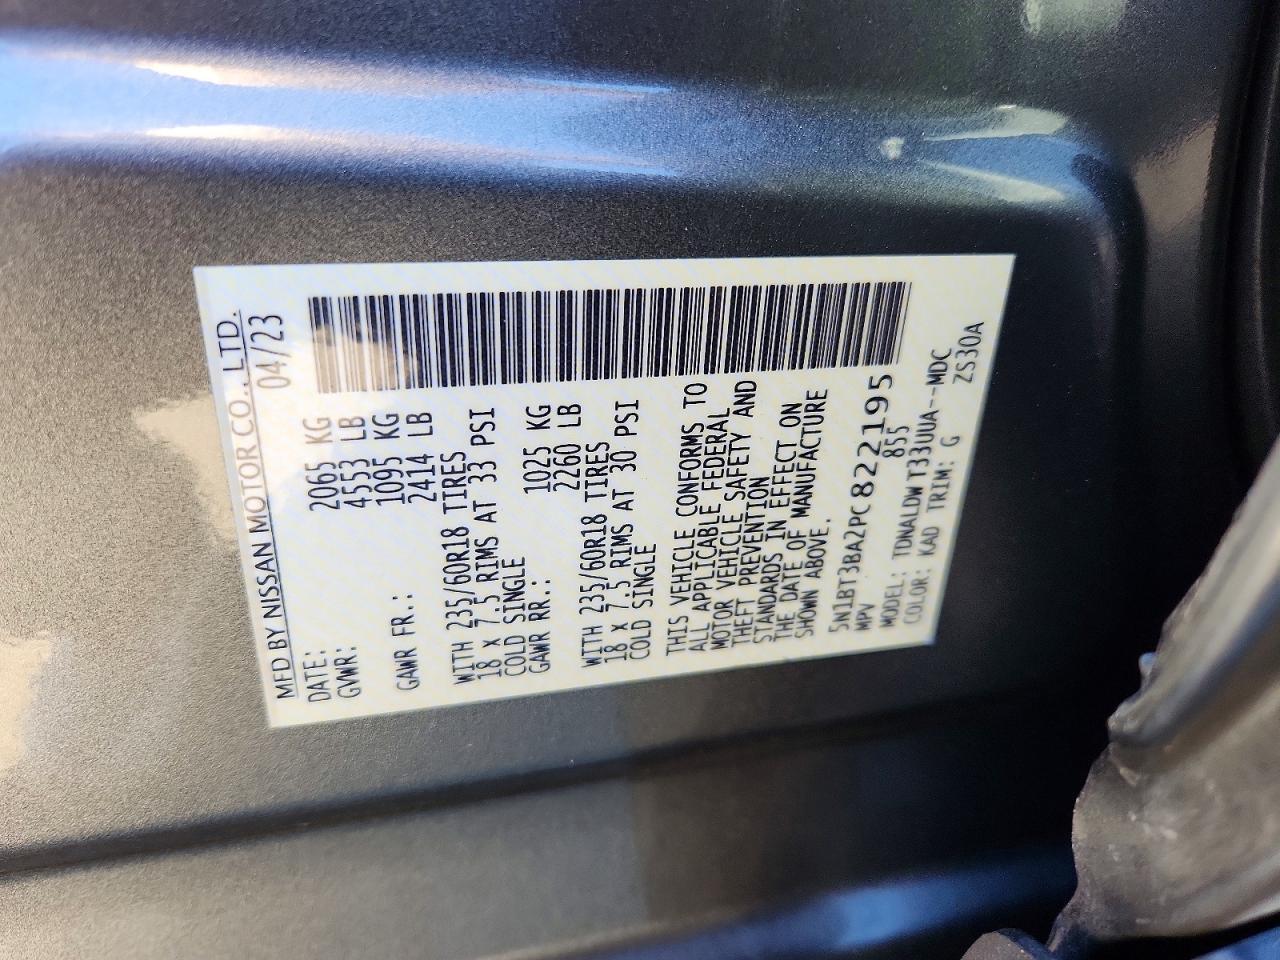 MFD BY NISSAN MOTOR CO., LTD.
DATE: 04/23
GVWR: 2065 KG
4553 LB
GAWR FR.: 1095 KG
2414 LB
WITH 235/60R18 TIRES
18 X 7.5 RIMS AT 33 PSI
COLD SINGLE
GAWR RR.: 1025 KG
2260 LB
WITH 235/60R18 TIRES
18 X 7.5 RIMS AT 30 PSI
COLD SINGLE
THIS VEHICLE CONFORMS TO
ALL APPLICABLE FEDERAL
MOTOR VEHICLE SAFETY AND
THEFT PREVENTION
STANDARDS IN EFFECT ON
THE DATE OF MANUFACTURE
SHOWN ABOVE.
5N1BT3BA2PC822195
MPV 855
MODEL: TDNALDWT33UUA--MDC
COLOR: KAD TRIM: G ZS30A